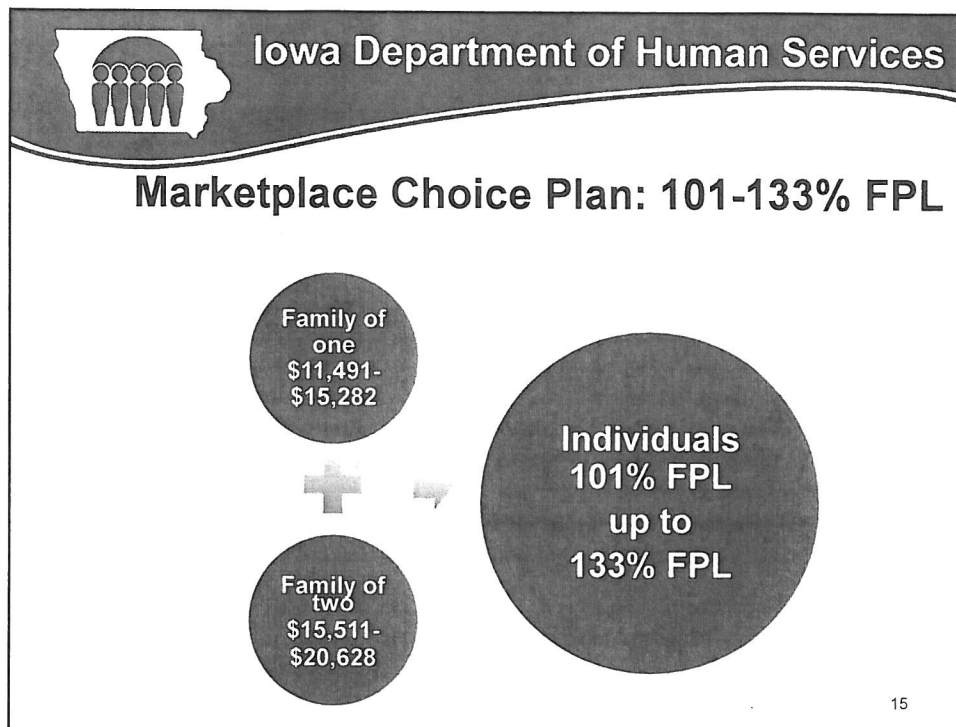 Iowa Department of Human Services
Marketplace Choice Plan: 101-133% FPL
Family of
one
$11,491-
$15,282
Family of
two
$15,511-
$20,628
Individuals
101% FPL
up to
133% FPL
15